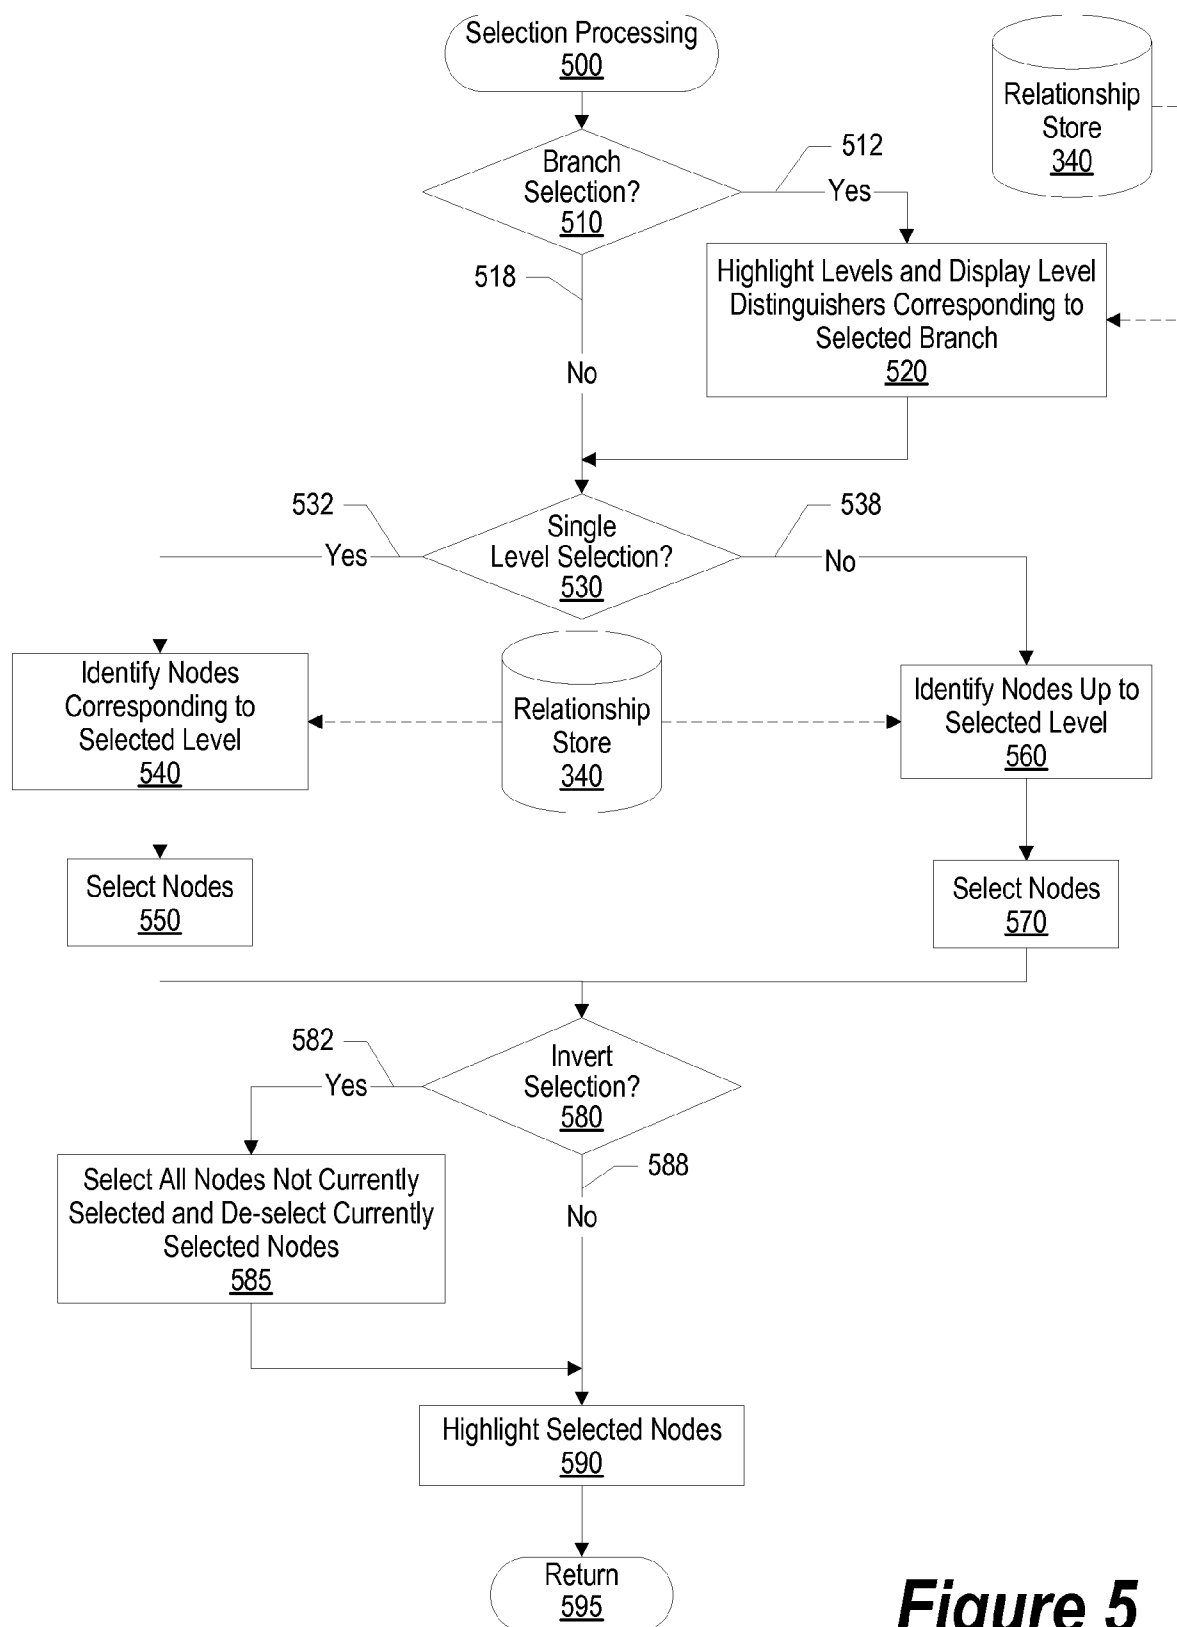 Selection Processing
500
Relationship
Store
340
Branch
Selection?
510
512
Yes
518
No
Highlight Levels and Display Level
Distinguishers Corresponding to
Selected Branch
520
532
Yes
Single
Level Selection?
530
538
No
Identify Nodes
Corresponding to
Selected Level
540
Relationship
Store
340
Identify Nodes Up to
Selected Level
560
Select Nodes
550
Select Nodes
570
582
Yes
Invert
Selection?
580
588
No
Select All Nodes Not Currently
Selected and De-select Currently
Selected Nodes
585
Highlight Selected Nodes
590
Return
595
Figure 5